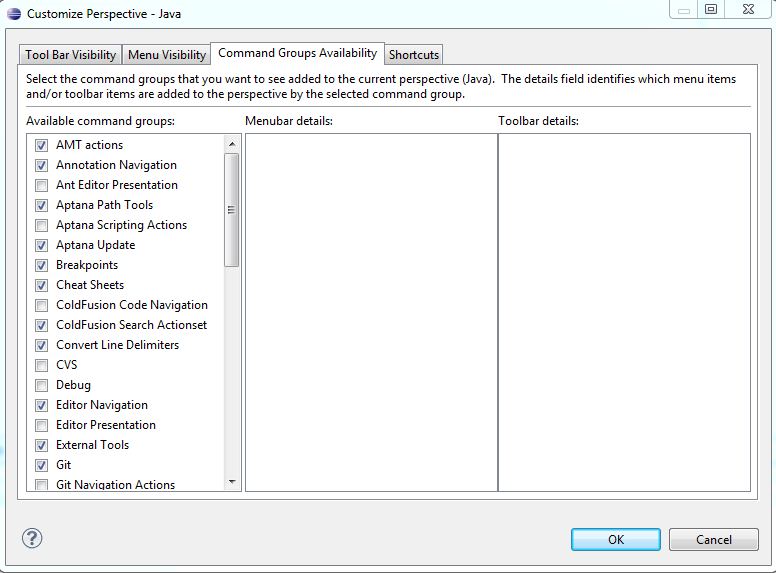 Customize Perspective - Java
Tool Bar Visibility Menu Visibility Command Groups Availability Shortcuts
Select the command groups that you want to see added to the current perspective (Java).  The details field identifies which menu items
and/or toolbar items are added to the perspective by the selected command group.
Available command groups: Menubar details: Toolbar details:
AMT actions
Annotation Navigation
Ant Editor Presentation
Aptana Path Tools
Aptana Scripting Actions
Aptana Update
Breakpoints
Cheat Sheets
ColdFusion Code Navigation
ColdFusion Search Actionset
Convert Line Delimiters
CVS
Debug
Editor Navigation
Editor Presentation
External Tools
Git
Git Navigation Actions
? OK Cancel